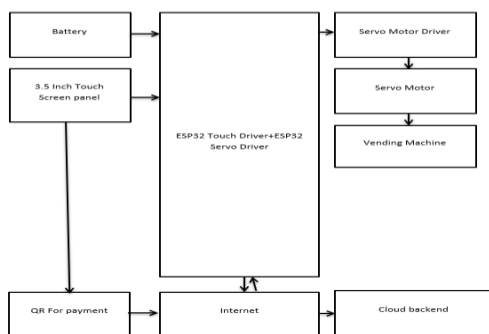 Battery
Servo Motor Driver
3.5 Inch Touch
Screen panel
Servo Motor
ESP32 Touch Driver+ESP32
Servo Driver
Vending Machine
QR For payment
Internet
Cloud backend